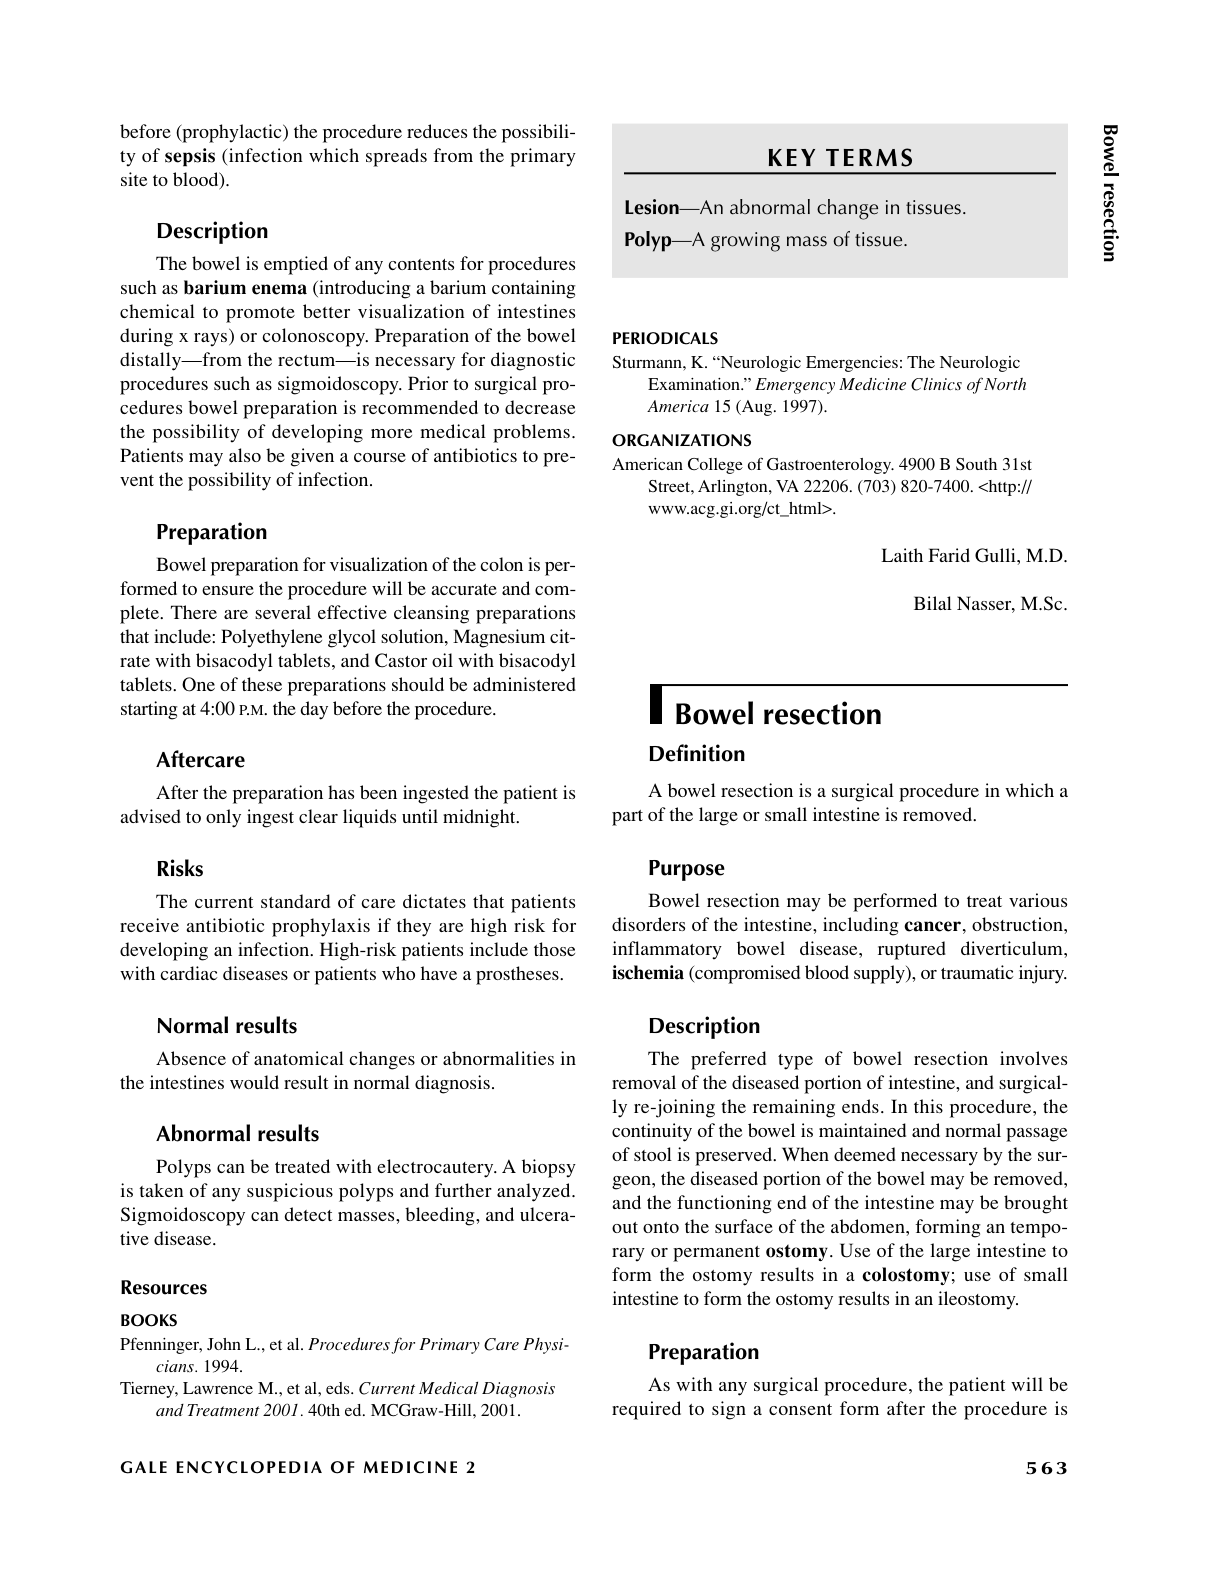 before (prophylactic) the procedure reduces the possibili-
ty of sepsis (infection which spreads from the primary
site to blood).
Description
The bowel is emptied of any contents for procedures
such as barium enema (introducing a barium containing
chemical to promote better visualization of intestines
during x rays) or colonoscopy. Preparation of the bowel
distally—from the rectum—is necessary for diagnostic
procedures such as sigmoidoscopy. Prior to surgical pro-
cedures bowel preparation is recommended to decrease
the possibility of developing more medical problems.
Patients may also be given a course of antibiotics to pre-
vent the possibility of infection.
Preparation
Bowel preparation for visualization of the colon is per-
formed to ensure the procedure will be accurate and com-
plete. There are several effective cleansing preparations
that include: Polyethylene glycol solution, Magnesium cit-
rate with bisacodyl tablets, and Castor oil with bisacodyl
tablets. One of these preparations should be administered
starting at 4:00 P.M. the day before the procedure.
Aftercare
After the preparation has been ingested the patient is
advised to only ingest clear liquids until midnight.
Risks
The current standard of care dictates that patients
receive antibiotic prophylaxis if they are high risk for
developing an infection. High-risk patients include those
with cardiac diseases or patients who have a prostheses.
Normal results
Absence of anatomical changes or abnormalities in
the intestines would result in normal diagnosis.
Abnormal results
Polyps can be treated with electrocautery. A biopsy
is taken of any suspicious polyps and further analyzed.
Sigmoidoscopy can detect masses, bleeding, and ulcera-
tive disease.
Resources
BOOKS
Pfenninger, John L., et al. Procedures for Primary Care Physi-
cians. 1994.
Tierney, Lawrence M., et al, eds. Current Medical Diagnosis
and Treatment 2001. 40th ed. MCGraw-Hill, 2001.
KEY TERMS
Lesion—An abnormal change in tissues.
Polyp—A growing mass of tissue.
PERIODICALS
Sturmann, K. “Neurologic Emergencies: The Neurologic
Examination.” Emergency Medicine Clinics of North
America 15 (Aug. 1997).
ORGANIZATIONS
American College of Gastroenterology. 4900 B South 31st
Street, Arlington, VA 22206. (703) 820-7400. <http://
www.acg.gi.org/ct_html>.
Laith Farid Gulli, M.D.
Bilal Nasser, M.Sc.
Bowel resection
Definition
A bowel resection is a surgical procedure in which a
part of the large or small intestine is removed.
Purpose
Bowel resection may be performed to treat various
disorders of the intestine, including cancer, obstruction,
inflammatory bowel disease, ruptured diverticulum,
ischemia (compromised blood supply), or traumatic injury.
Description
The preferred type of bowel resection involves
removal of the diseased portion of intestine, and surgical-
ly re-joining the remaining ends. In this procedure, the
continuity of the bowel is maintained and normal passage
of stool is preserved. When deemed necessary by the sur-
geon, the diseased portion of the bowel may be removed,
and the functioning end of the intestine may be brought
out onto the surface of the abdomen, forming an tempo-
rary or permanent ostomy. Use of the large intestine to
form the ostomy results in a colostomy; use of small
intestine to form the ostomy results in an ileostomy.
Preparation
As with any surgical procedure, the patient will be
required to sign a consent form after the procedure is
Bowel resection
GALE ENCYCLOPEDIA OF MEDICINE 2
563